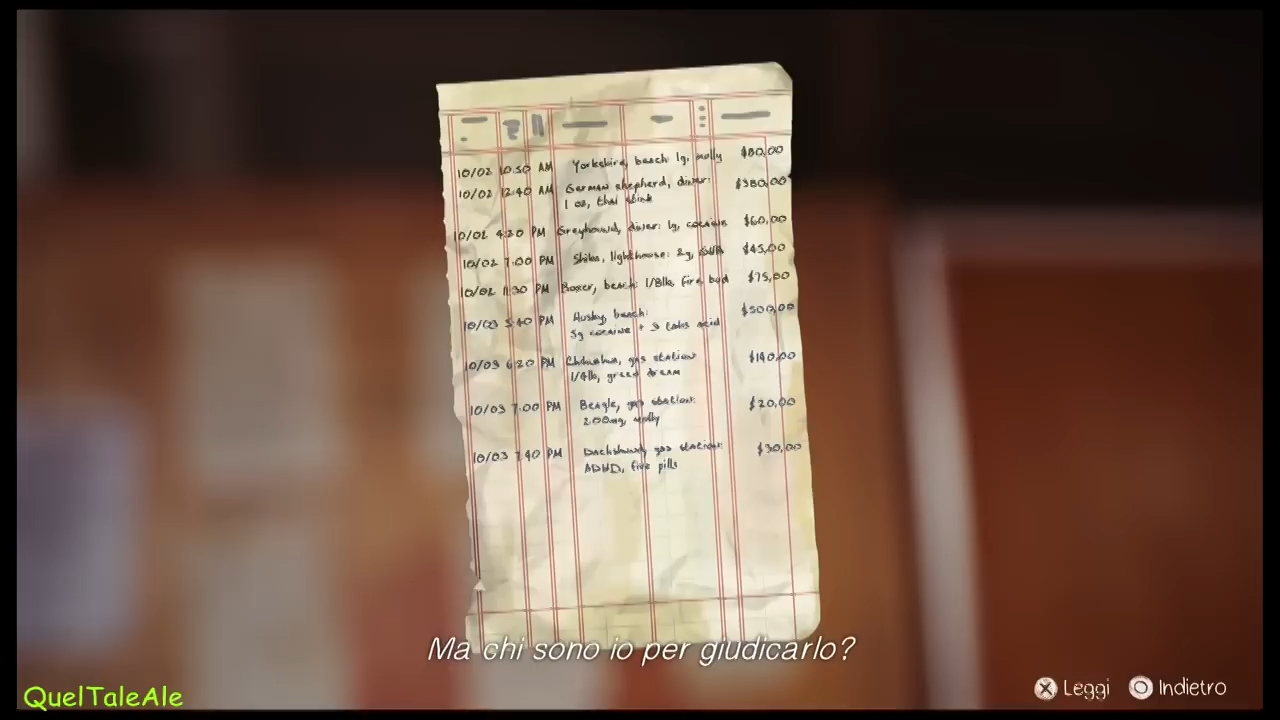 10/02 10:50 AM Yorkshire, beach: 1g, molly $80,00
10/02 12:40 AM German shepherd, diner: $380,00
1 oz, thai stick
10/02 4:20 PM Greyhound, diner: 1g, cocaine $60,00
10/02 7:00 PM Shiba, lighthouse: 2g, $45,00
10/02 11:30 PM Boxer, beach: 1/8lb, fire bud $75,00
10/03 5:40 PM Husky, beach: $500,00
5g cocaine + 3 tabs acid
10/03 6:20 PM Chihuahua, gas station $140,00
1/4lb, green dream
10/03 7:00 PM Beagle, gas station: $20,00
200mg, molly
10/03 7:40 PM Dachshund, gas station: $30,00
ADHD, five pills
Ma chi sono io per giudicarlo?
Leggi Indietro
QuelTaleAle